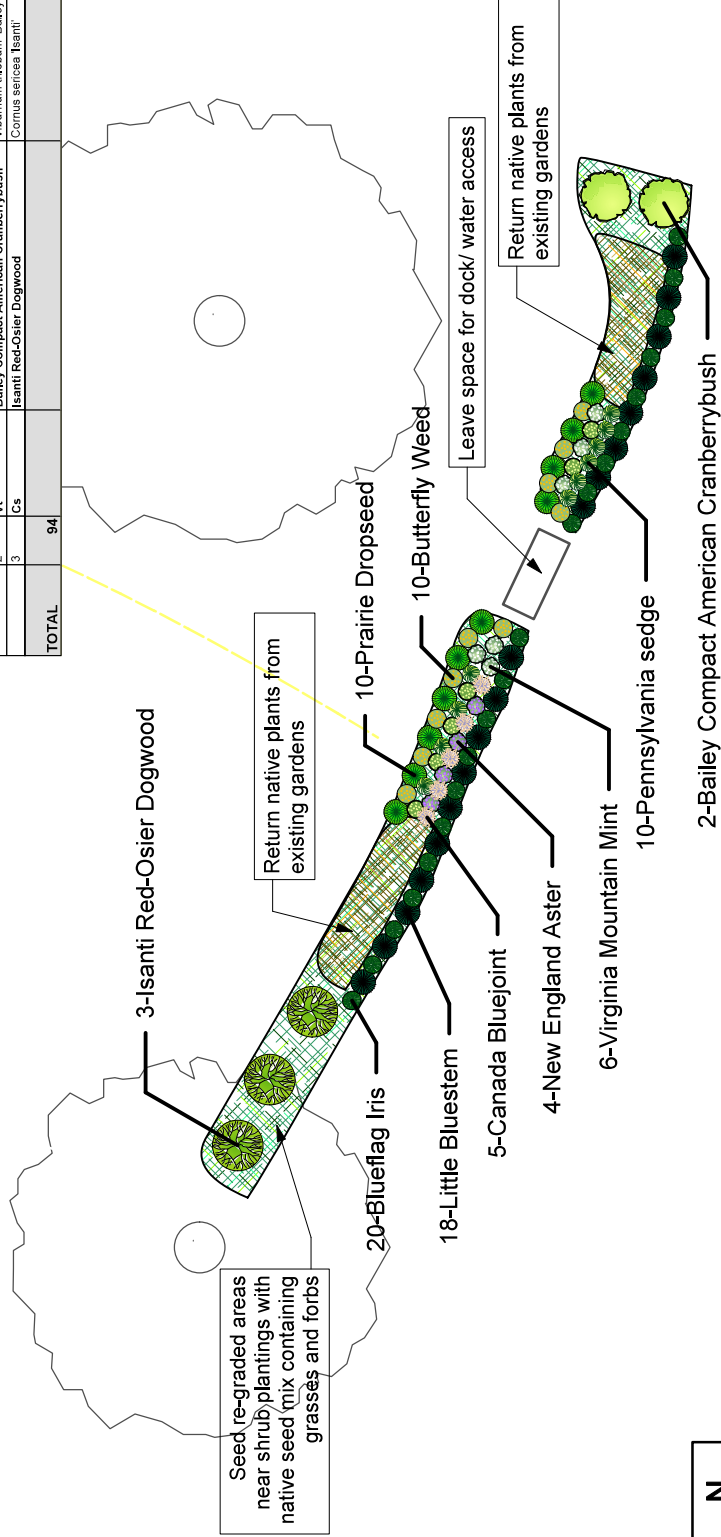 Bailey Compact American Cranberrybush
3 Cs Isanti Red-Osier Dogwood Cornus sericea 'Isanti'
TOTAL 94
Return native plants from
existing gardens
Leave space for dock/ water access
10-Butterfly Weed
10-Prairie Dropseed
Return native plants from
existing gardens
3-Isanti Red-Osier Dogwood
Seed re-graded areas
near shrub plantings with
native seed mix containing
grasses and forbs
20-Blueflag Iris
18-Little Bluestem
5-Canada Bluejoint
4-New England Aster
6-Virginia Mountain Mint
10-Pennsylvania sedge
2-Bailey Compact American Cranberrybush
N